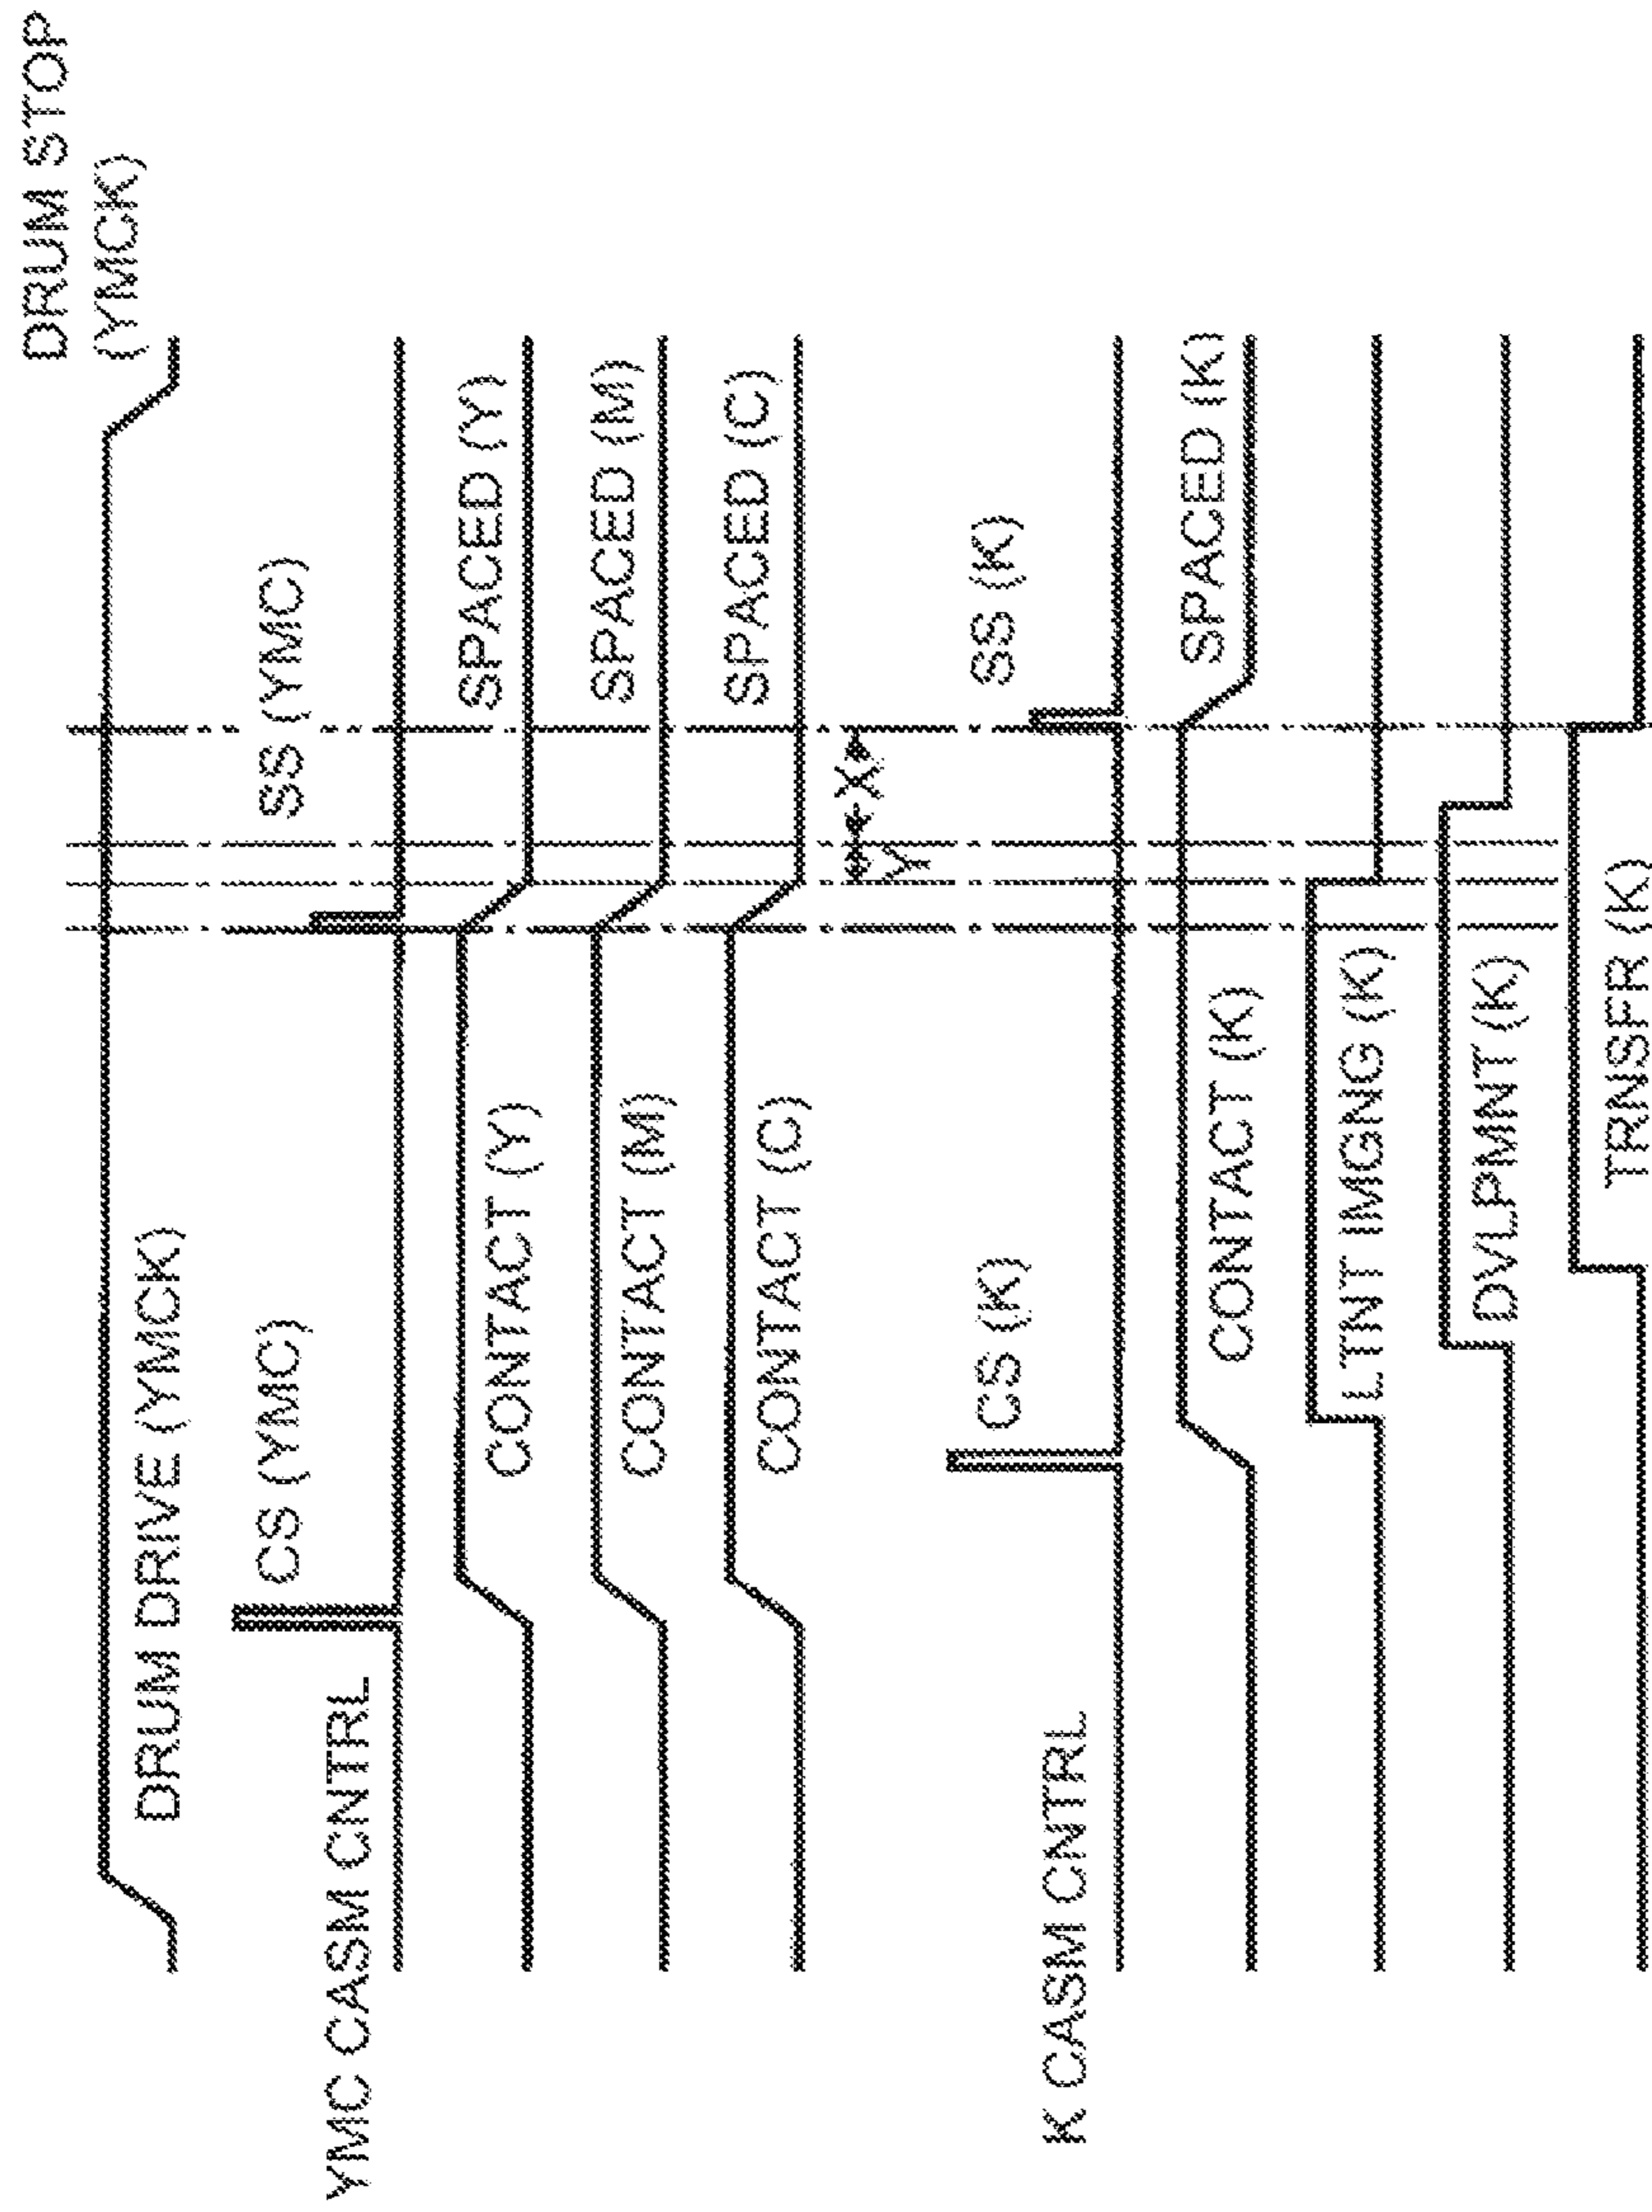 DRUM STOP
(YMCK)
DRUM DRIVE (YMCK)
CS (YMC)
SS (YMC)
YMC CASM CNTRL
CONTACT (Y)
SPACED (Y)
CONTACT (M)
SPACED (M)
CONTACT (C)
SPACED (C)
X
Y
CS (K)
SS (K)
K CASM CNTRL
CONTACT (K)
SPACED (K)
LTNT IMGNG (K)
DVLPMNT (K)
TRNSFR (K)